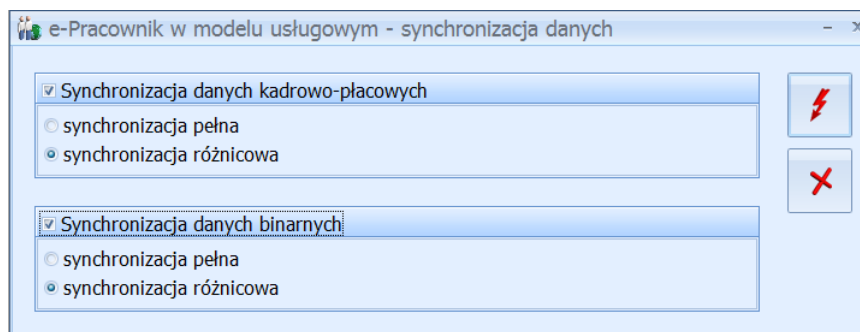 e-Pracownik w modelu usługowym - synchronizacja danych
Synchronizacja danych kadrowo-płacowych
synchronizacja pełna
synchronizacja różnicowa
Synchronizacja danych binarnych
synchronizacja pełna
synchronizacja różnicowa